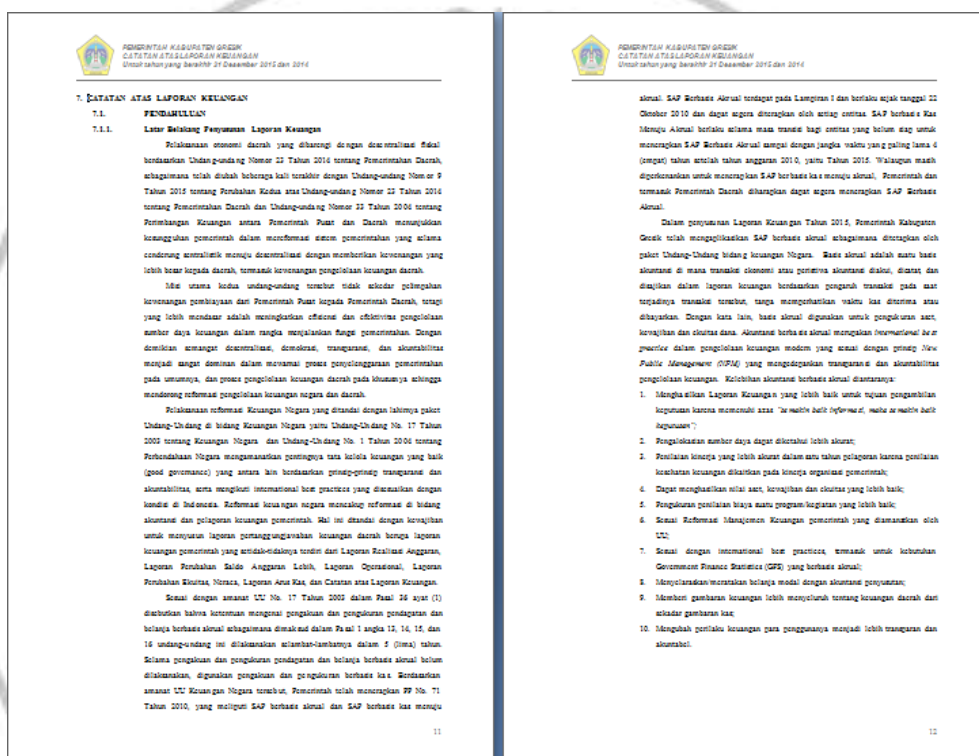 PEMERINTAH KABUPATEN GRESIK
CATATAN ATAS LAPORAN KEUANGAN
Untuk tahun yang berakhir 31 Desember 2015 dan 2014
7. CATATAN ATAS LAPORAN KEUANGAN
7.1. PENDAHULUAN
7.1.1. Latar Belakang Penyusunan Laporan Keuangan
Pelaksanaan otonomi daerah yang dibarengi dengan desentralisasi fiskal
berdasarkan Undang-undang Nomor 23 Tahun 2014 tentang Pemerintahan Daerah,
sebagaimana telah diubah beberapa kali terakhir dengan Undang-undang Nomor 9
Tahun 2015 tentang Perubahan Kedua atas Undang-undang Nomor 23 Tahun 2014
tentang Pemerintahan Daerah dan Undang-undang Nomor 33 Tahun 2004 tentang
Perimbangan Keuangan antara Pemerintah Pusat dan Daerah menunjukkan
kesungguhan pemerintah dalam mereformasi sistem pemerintahan yang selama
cenderung sentralistik menuju desentralisasi dengan memberikan kewenangan yang
lebih besar kepada daerah, termasuk kewenangan pengelolaan keuangan daerah.
Misi utama kedua undang-undang tersebut tidak sekedar pelimpahan
kewenangan pembiayaan dari Pemerintah Pusat kepada Pemerintah Daerah, tetapi
yang lebih mendasar adalah meningkatkan efisiensi dan efektivitas pengelolaan
sumber daya keuangan dalam rangka menjalankan fungsi pemerintahan. Dengan
demikian semangat desentralisasi, demokrasi, transparansi, dan akuntabilitas
menjadi sangat dominan dalam mewarnai proses penyelenggaraan pemerintahan
pada umumnya, dan proses pengelolaan keuangan daerah pada khususnya sehingga
mendorong reformasi pengelolaan keuangan negara dan daerah.
Pelaksanaan reformasi Keuangan Negara yang ditandai dengan lahirnya paket
Undang-Undang di bidang Keuangan Negara yaitu Undang-Undang No. 17 Tahun
2003 tentang Keuangan Negara dan Undang-Undang No. 1 Tahun 2004 tentang
Perbendahaan Negara mengamanatkan pentingnya tata kelola keuangan yang baik
(good governance) yang antara lain berdasarkan prinsip-prinsip transparansi dan
akuntabilitas, serta mengikuti international best practices yang disesuaikan dengan
kondisi di Indonesia. Reformasi keuangan negara mencakup reformasi di bidang
akuntansi dan pelaporan keuangan pemerintah. Hal ini ditandai dengan kewajiban
untuk menyusun laporan pertanggungjawaban keuangan daerah berupa laporan
keuangan pemerintah yang setidak-tidaknya terdiri dari Laporan Realisasi Anggaran,
Laporan Perubahan Saldo Anggaran Lebih, Laporan Operasional, Laporan
Perubahan Ekuitas, Neraca, Laporan Arus Kas, dan Catatan atas Laporan Keuangan.
Sesuai dengan amanat UU No. 17 Tahun 2003 dalam Pasal 36 ayat (1)
disebutkan bahwa ketentuan mengenai pengakuan dan pengukuran pendapatan dan
belanja berbasis akrual sebagaimana dimaksud dalam Pasal 1 angka 13, 14, 15, dan
16 undang-undang ini dilaksanakan selambat-lambatnya dalam 5 (lima) tahun.
Selama pengakuan dan pengukuran pendapatan dan belanja berbasis akrual belum
dilaksanakan, digunakan pengakuan dan pengukuran berbasis kas. Berdasarkan
amanat UU Keuangan Negara tersebut, Pemerintah telah menerapkan PP No. 71
Tahun 2010, yang meliputi SAP berbasis akrual dan SAP berbasis kas menuju
11
PEMERINTAH KABUPATEN GRESIK
CATATAN ATAS LAPORAN KEUANGAN
Untuk tahun yang berakhir 31 Desember 2015 dan 2014
akrual. SAP Berbasis Akrual terdapat pada Lampiran I dan berlaku sejak tanggal 22
Oktober 2010 dan dapat segera diterapkan oleh setiap entitas. SAP berbasis Kas
Menuju Akrual berlaku selama masa transisi bagi entitas yang belum siap untuk
menerapkan SAP Berbasis Akrual sampai dengan jangka waktu yang paling lama 4
(empat) tahun setelah tahun anggaran 2010, yaitu Tahun 2015. Walaupun masih
diperkenankan untuk menerapkan SAP berbasis kas menuju akrual, Pemerintah dan
termasuk Pemerintah Daerah diharapkan dapat segera menerapkan SAP Berbasis
Akrual.
Dalam penyusunan Laporan Keuangan Tahun 2015, Pemerintah Kabupaten
Gresik telah mengaplikasikan SAP berbasis akrual sebagaimana ditetapkan oleh
paket Undang-Undang bidang keuangan Negara. Basis akrual adalah suatu basis
akuntansi di mana transaksi ekonomi atau peristiwa akuntansi diakui, dicatat, dan
disajikan dalam laporan keuangan berdasarkan pengaruh transaksi pada saat
terjadinya transaksi tersebut, tanpa memperhatikan waktu kas diterima atau
dibayarkan. Dengan kata lain, basis akrual digunakan untuk pengukuran aset,
kewajiban dan ekuitas dana. Akuntansi berbasis akrual merupakan international best
practice dalam pengelolaan keuangan modern yang sesuai dengan prinsip New
Public Management (NPM) yang mengedepankan transparansi dan akuntabilitas
pengelolaan keuangan. Kelebihan akuntansi berbasis akrual diantaranya:
1. Menghasilkan Laporan Keuangan yang lebih baik untuk tujuan pengambilan
keputusan karena memenuhi azas "semakin baik informasi, maka semakin baik
keputusan";
2. Pengalokasian sumber daya dapat diketahui lebih akurat;
3. Penilaian kinerja yang lebih akurat dalam satu tahun pelaporan karena penilaian
kesehatan keuangan dikaitkan pada kinerja organisasi pemerintah;
4. Dapat menghasilkan nilai aset, kewajiban dan ekuitas yang lebih baik;
5. Pengukuran penilaian biaya suatu program/kegiatan yang lebih baik;
6. Sesuai Reformasi Manajemen Keuangan pemerintah yang diamanatkan oleh
UU;
7. Sesuai dengan international best practices, termasuk untuk kebutuhan
Government Finance Statistics (GFS) yang berbasis akrual;
8. Menyelaraskan/meratakan belanja modal dengan akuntansi penyusutan;
9. Memberi gambaran keuangan lebih menyeluruh tentang keuangan daerah dari
sekadar gambaran kas;
10. Mengubah perilaku keuangan para penggunanya menjadi lebih transparan dan
akuntabel.
12